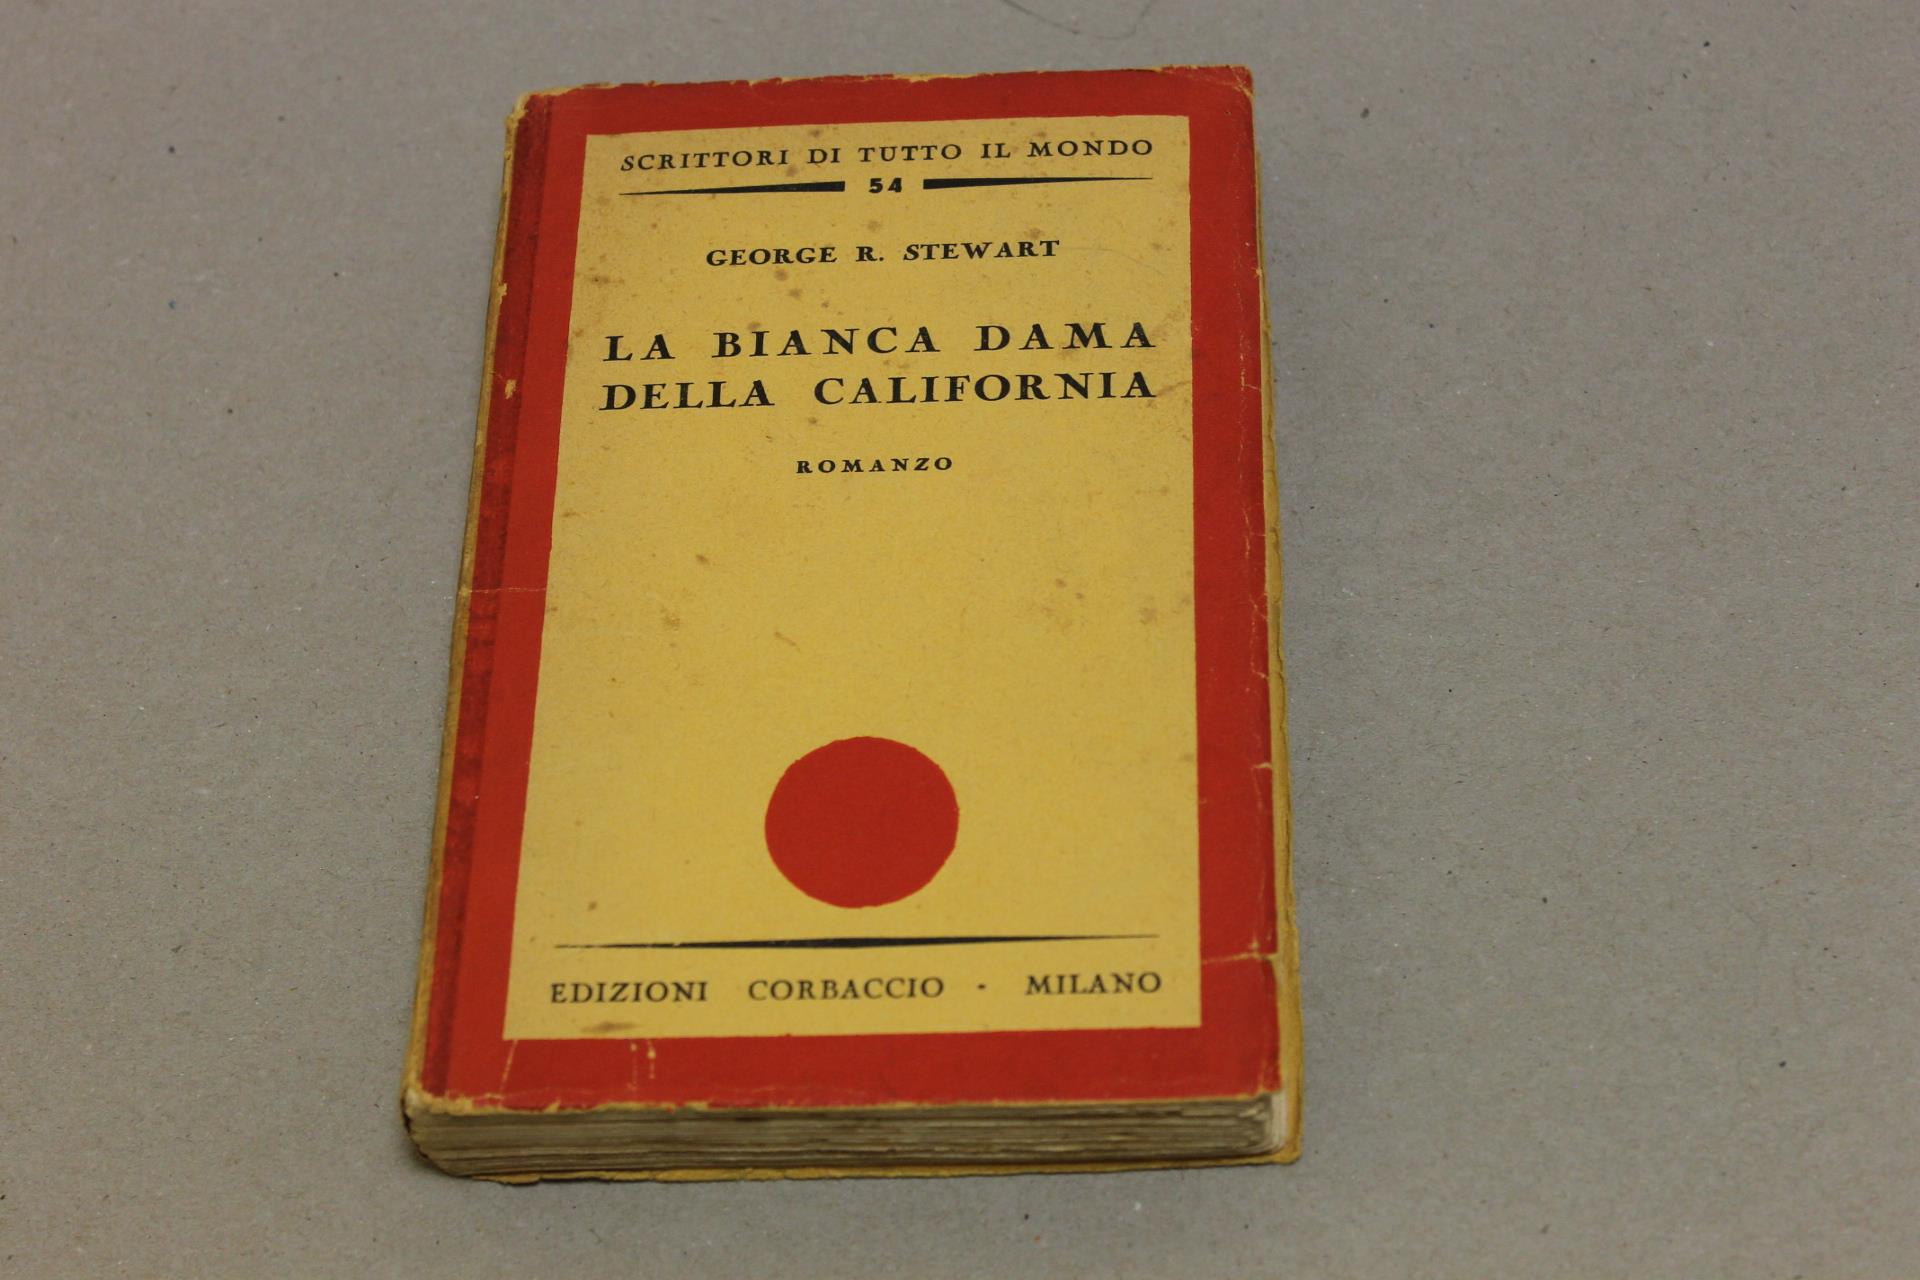 SCRITTORI DI TUTTO IL MONDO
54
GEORGE R. STEWART
LA BIANCA DAMA
DELLA CALIFORNIA
ROMANZO
EDIZIONI CORBACCIO - MILANO